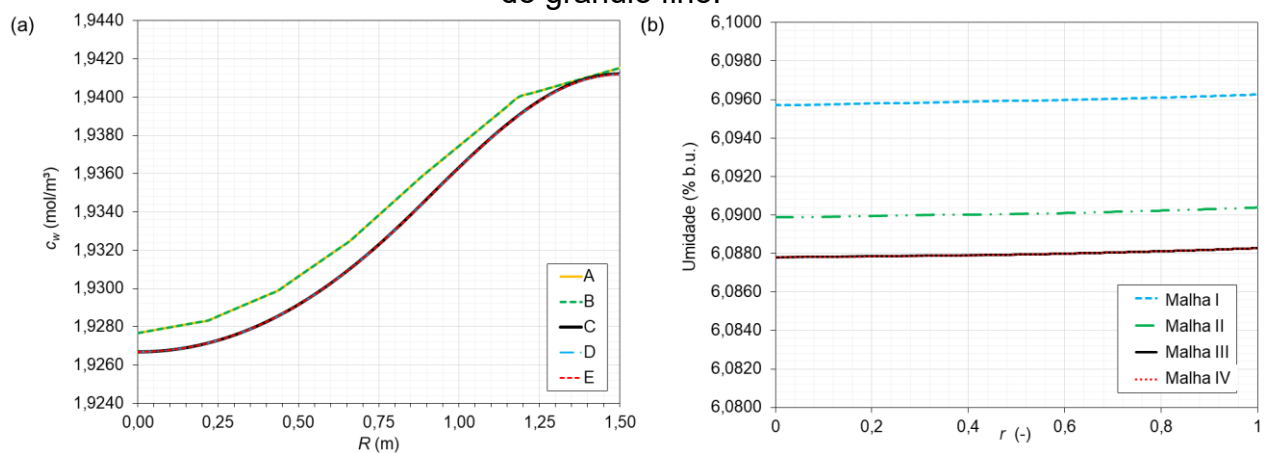 do grânulo fino.
(a)
1,9440
1,9420
1,9400
1,9380
1,9360
1,9340
1,9320
1,9300
1,9280
1,9260
1,9240
c_w (mol/m³)
0,00 0,25 0,50 0,75 1,00 1,25 1,50
R (m)
A
B
C
D
E
(b)
6,1000
6,0980
6,0960
6,0940
6,0920
6,0900
6,0880
6,0860
6,0840
6,0820
6,0800
Umidade (% b.u.)
0 0,2 0,4 0,6 0,8 1
r (-)
Malha I
Malha II
Malha III
Malha IV